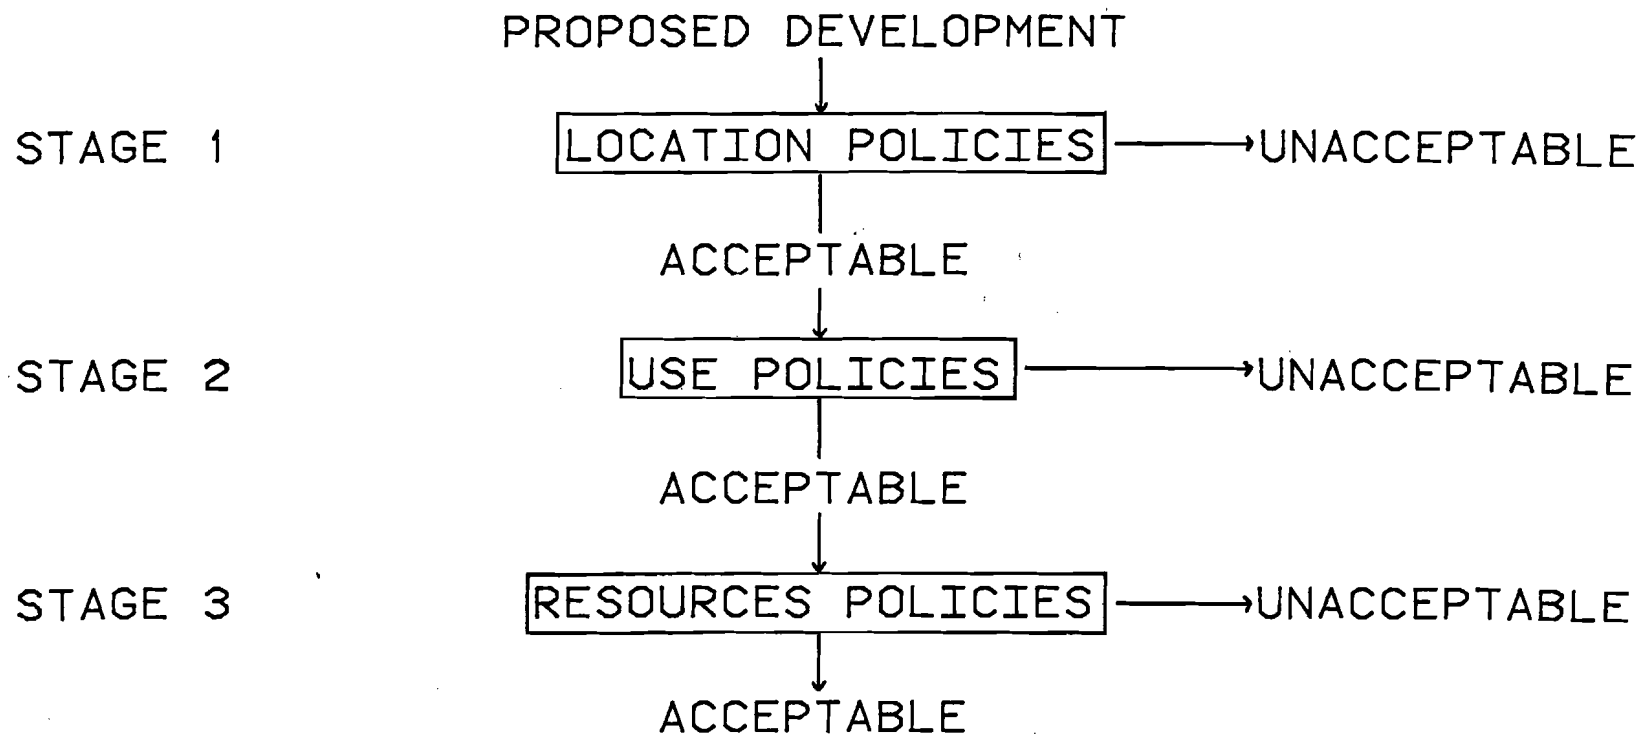 PROPOSED DEVELOPMENT
STAGE 1 LOCATION POLICIES UNACCEPTABLE
ACCEPTABLE
STAGE 2 USE POLICIES UNACCEPTABLE
ACCEPTABLE
STAGE 3 RESOURCES POLICIES UNACCEPTABLE
ACCEPTABLE